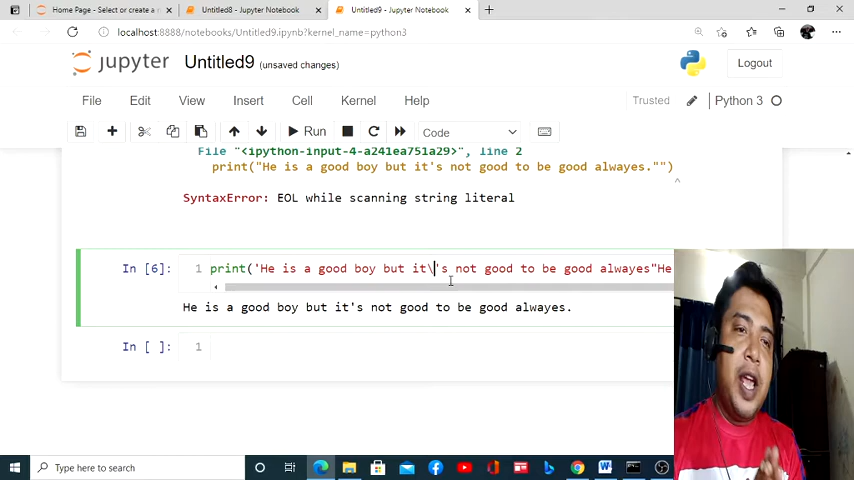 Home Page - Select or create a n
Untitled8 - Jupyter Notebook
Untitled9 - Jupyter Notebook
localhost:8888/notebooks/Untitled9.ipynb?kernel_name=python3
jupyter Untitled9 (unsaved changes)
Logout
File Edit View Insert Cell Kernel Help
Trusted
Python 3
Run
Code
File "<ipython-input-4-a241ea751a29>", line 2
print("He is a good boy but it's not good to be good alwayes."")
^
SyntaxError: EOL while scanning string literal
In [6]: 1 print('He is a good boy but it\'s not good to be good alwayes"He
He is a good boy but it's not good to be good alwayes.
In [ ]: 1
Type here to search